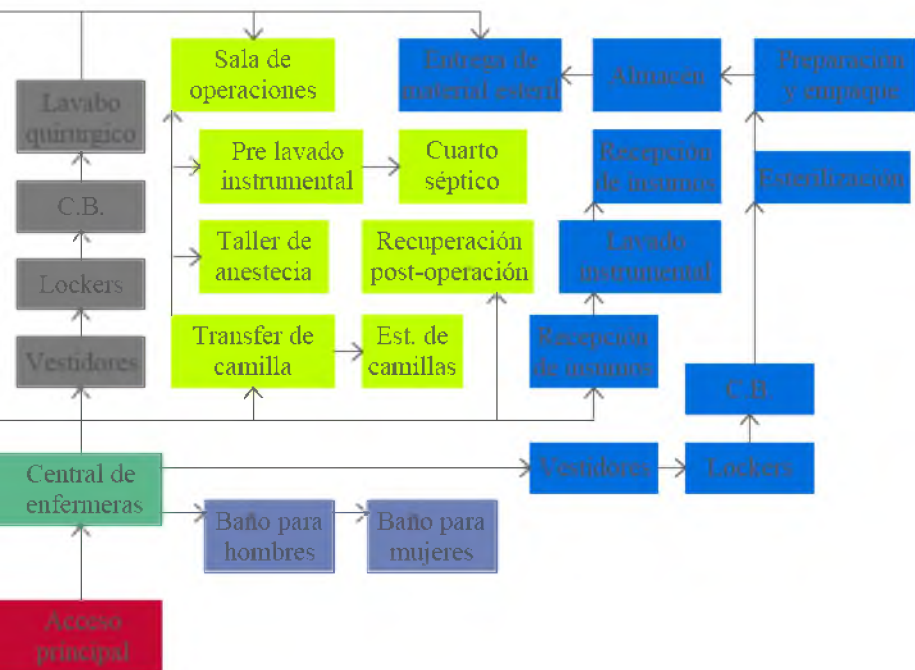 Sala de
operaciones
Entrega de
material esteril
Almacén
Preparación
y empaque
Lavabo
quirurgico
Pre lavado
instrumental
Cuarto
séptico
Recepción
de insumos
Esterilización
C.B.
Taller de
anestecia
Recuperación
post-operación
Lavado
instrumental
Lockers
Transfer de
camilla
Est. de
camillas
Recepción
de insumos
Vestidores
C.B.
Central de
enfermeras
Vestidores
Lockers
Baño para
hombres
Baño para
mujeres
Acceso
principal